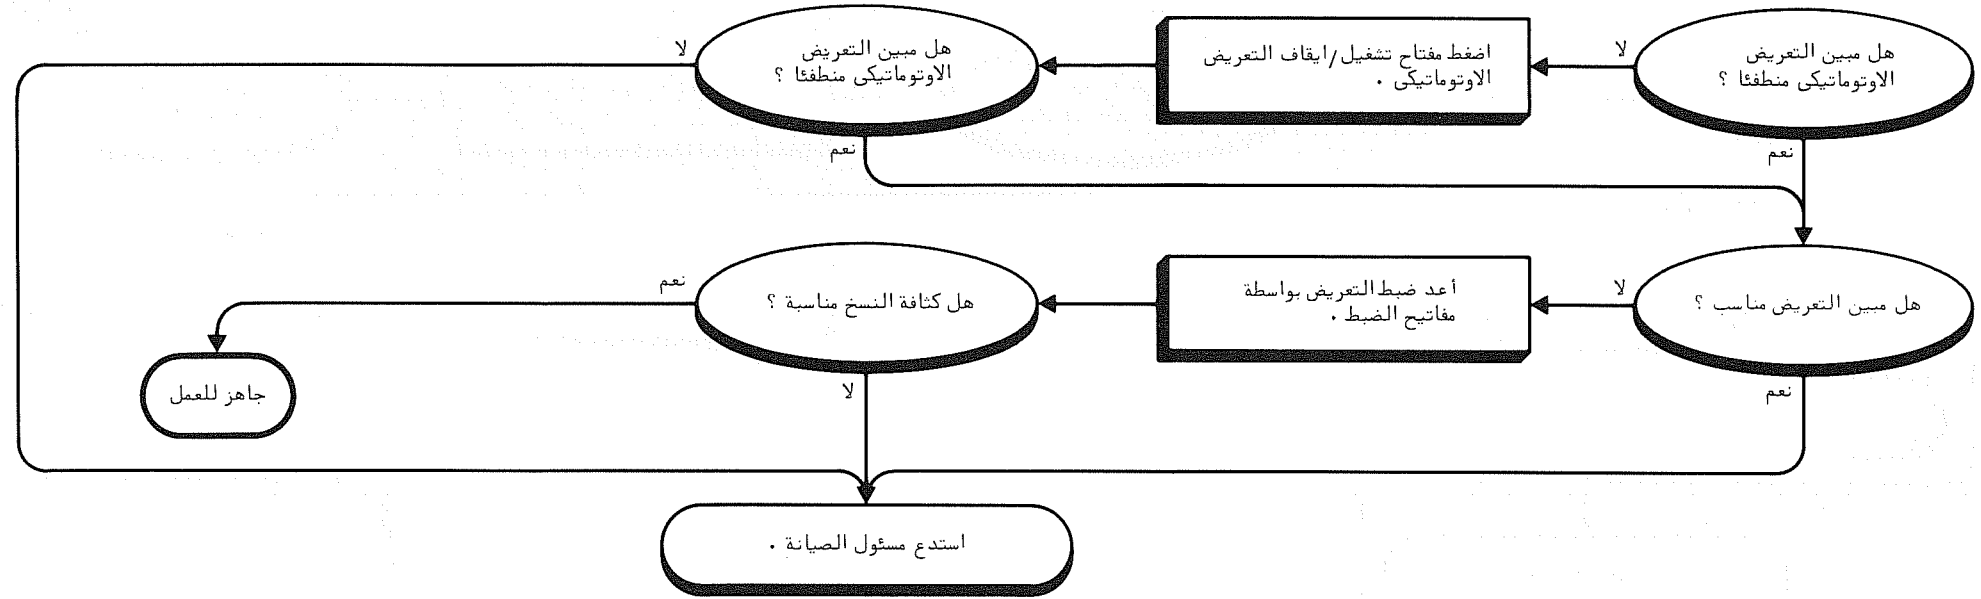 هل مبين التعريض
الاوتوماتيكى منطفئا ؟
لا
نعم
اضغط مفتاح تشغيل/ايقاف التعريض
الاوتوماتيكى .
هل مبين التعريض
الاوتوماتيكى منطفئا ؟
لا
نعم
هل مبين التعريض مناسب ؟
لا
نعم
أعد ضبط التعريض بواسطة
مفاتيح الضبط .
هل كثافة النسخ مناسبة ؟
نعم
لا
جاهز للعمل
استدع مسئول الصيانة .